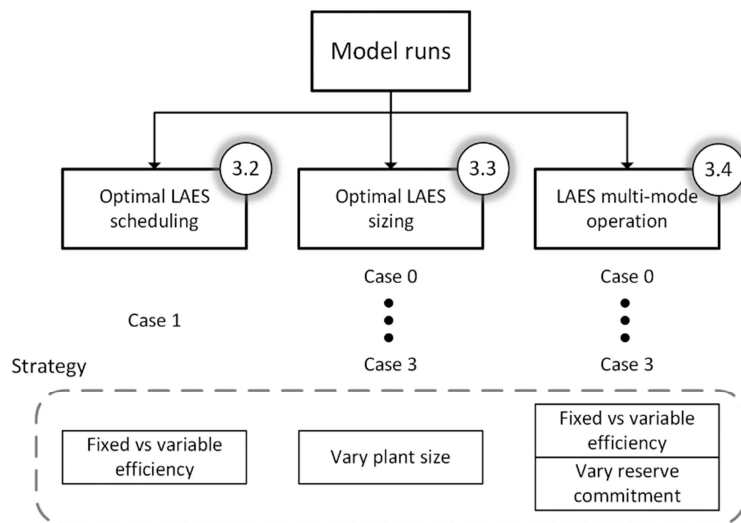 Model runs
3.2
Optimal LAES
scheduling
3.3
Optimal LAES
sizing
3.4
LAES multi-mode
operation
Case 1
Case 0
Case 3
Case 0
Case 3
Strategy
Fixed vs variable
efficiency
Vary plant size
Fixed vs variable
efficiency
Vary reserve
commitment